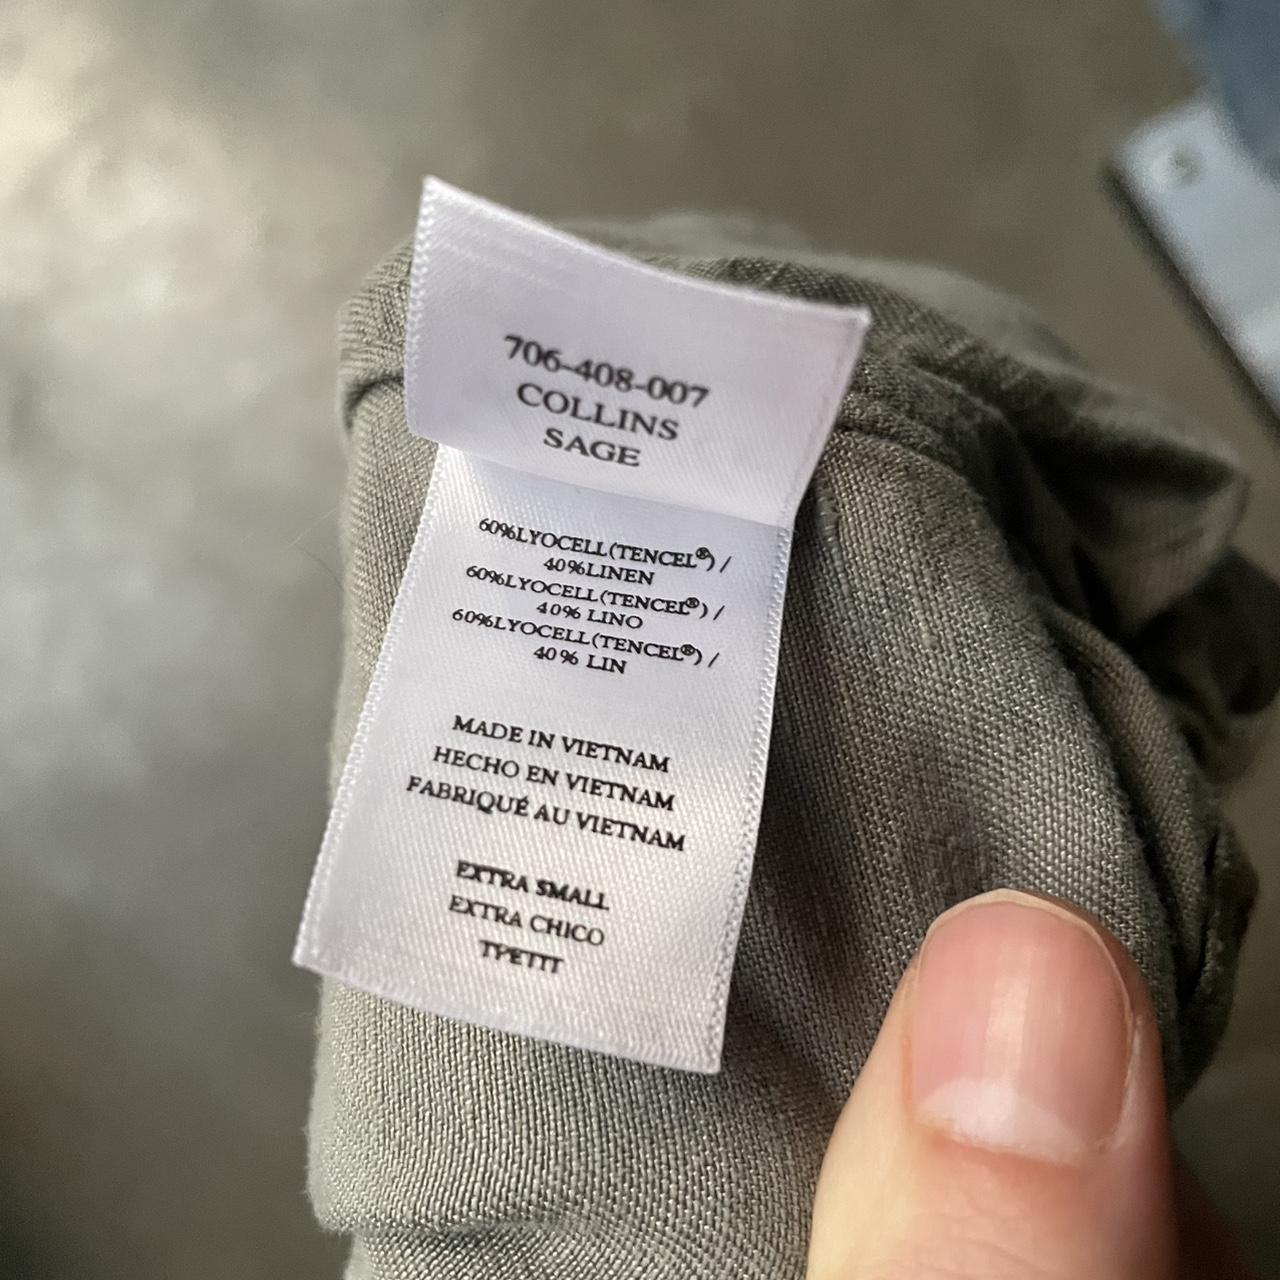 706-408-007
COLLINS
SAGE
60%LYOCELL(TENCEL®) /
40%LINEN
60%LYOCELL(TENCEL®) /
40% LINO
60%LYOCELL(TENCEL®) /
40% LIN
MADE IN VIETNAM
HECHO EN VIETNAM
FABRIQUÉ AU VIETNAM
EXTRA SMALL
EXTRA CHICO
TPETIT